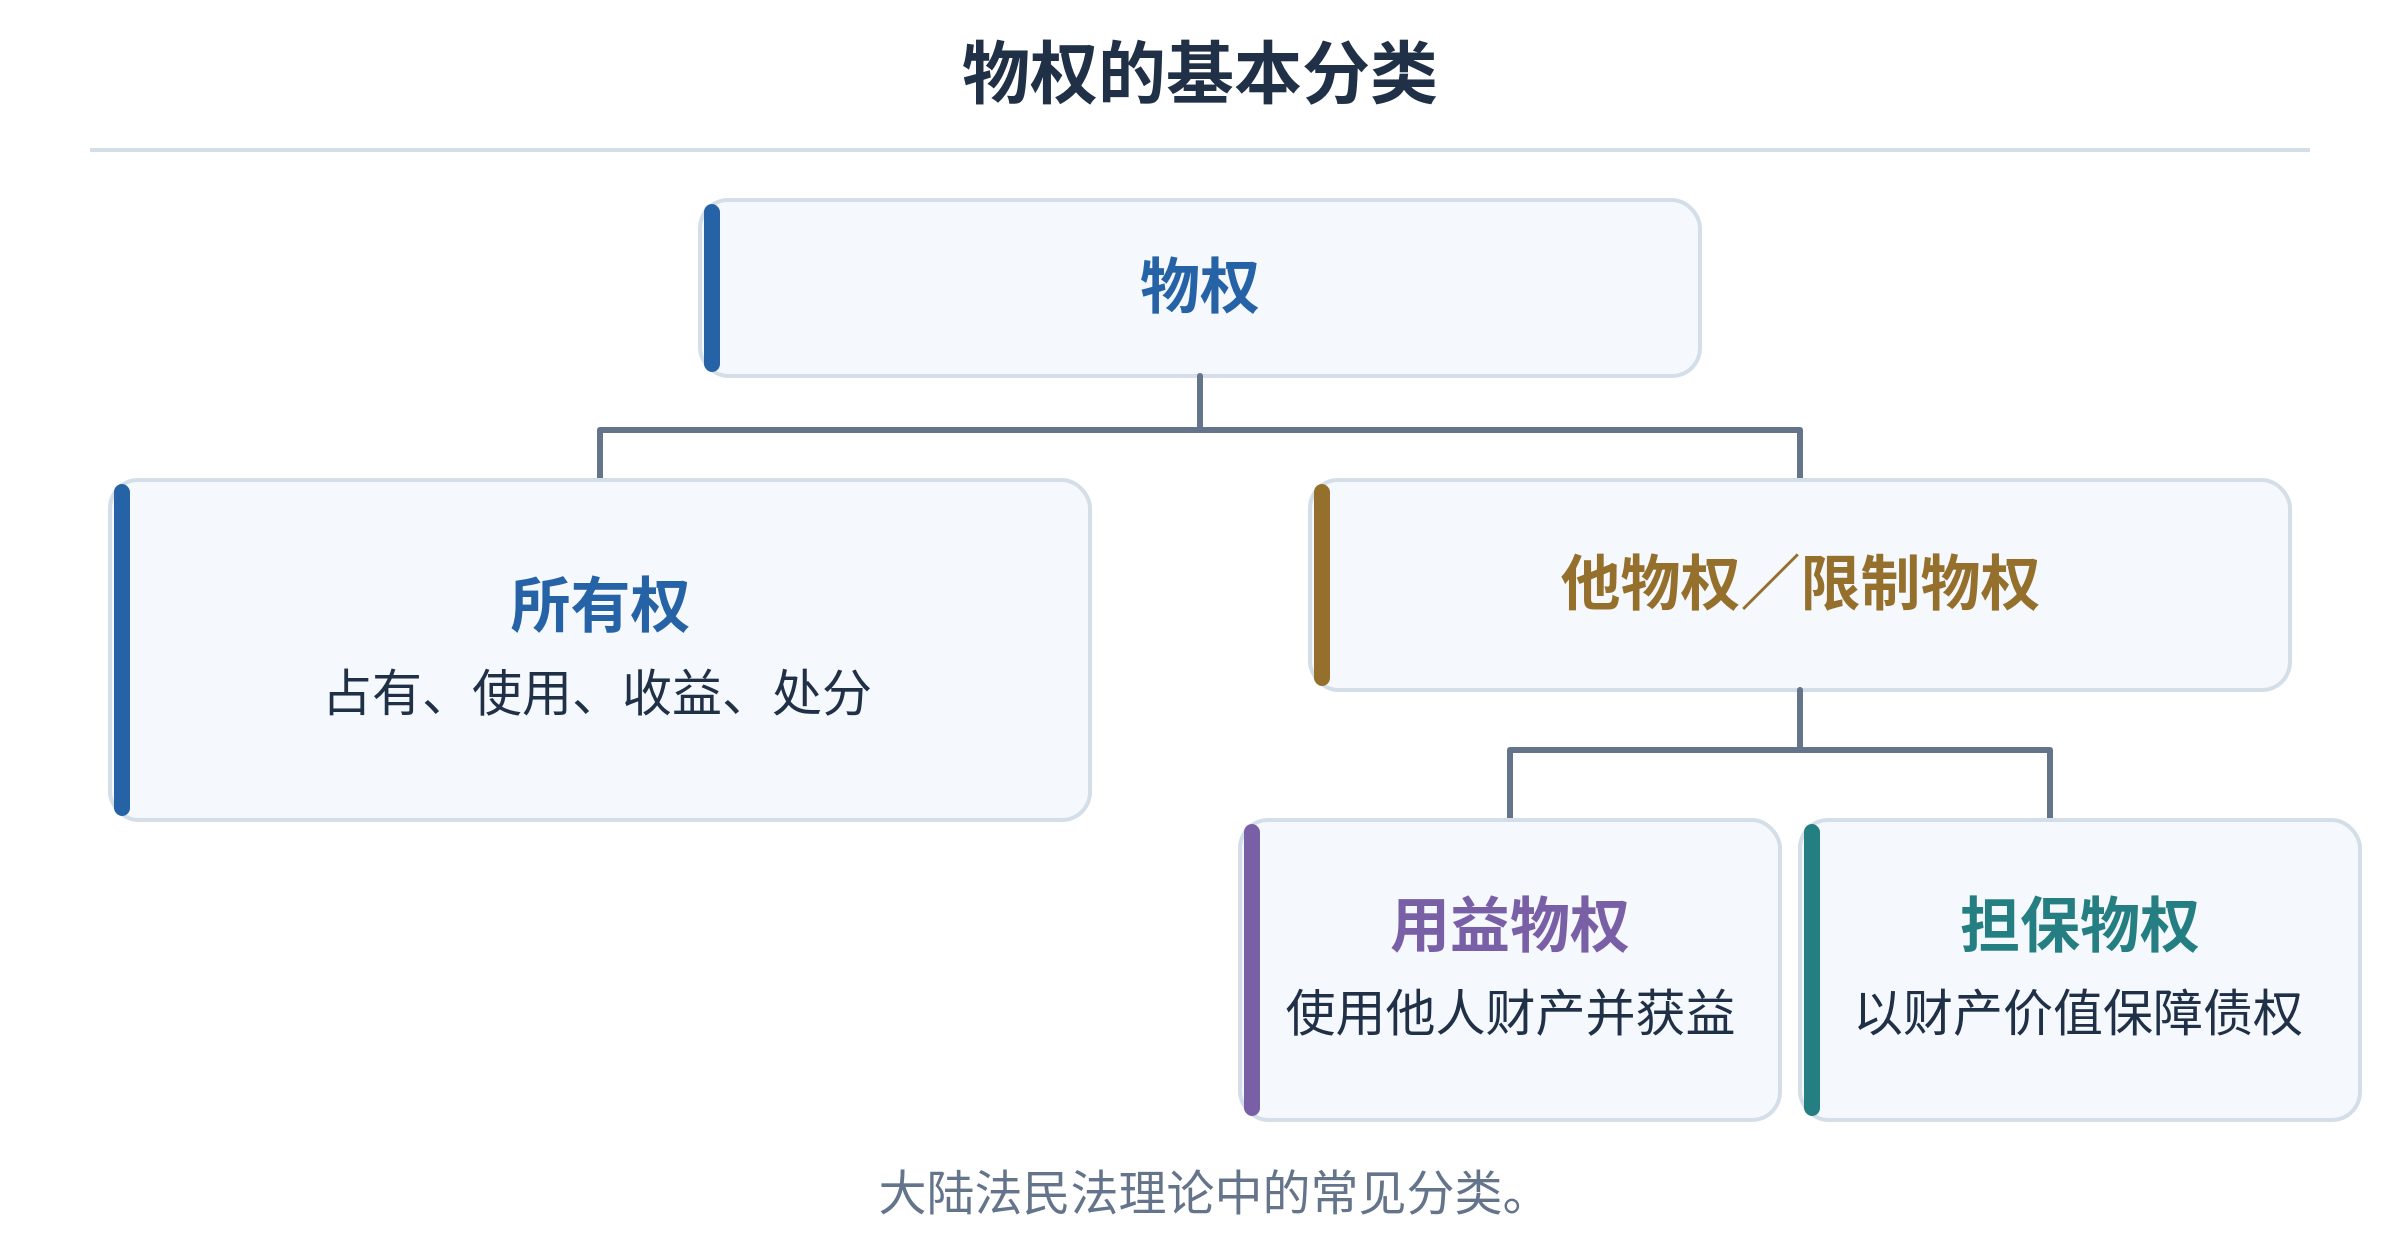 物权的基本分类
物权
所有权
占有、使用、收益、处分
他物权／限制物权
用益物权
使用他人财产并获益
担保物权
以财产价值保障债权
大陆法民法理论中的常见分类。